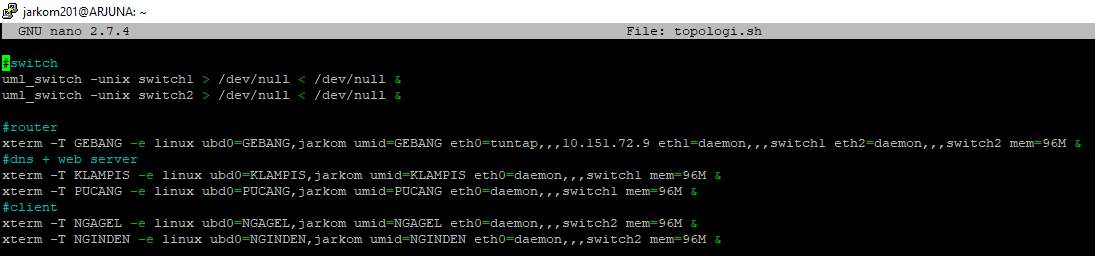 jarkom201@ARJUNA: ~
GNU nano 2.7.4 File: topologi.sh
#switch
uml_switch -unix switch1 > /dev/null < /dev/null &
uml_switch -unix switch2 > /dev/null < /dev/null &
#router
xterm -T GEBANG -e linux ubd0=GEBANG,jarkom umid=GEBANG eth0=tuntap,,,10.151.72.9 eth1=daemon,,,switch1 eth2=daemon,,,switch2 mem=96M &
#dns + web server
xterm -T KLAMPIS -e linux ubd0=KLAMPIS,jarkom umid=KLAMPIS eth0=daemon,,,switch1 mem=96M &
xterm -T PUCANG -e linux ubd0=PUCANG,jarkom umid=PUCANG eth0=daemon,,,switch1 mem=96M &
#client
xterm -T NGAGEL -e linux ubd0=NGAGEL,jarkom umid=NGAGEL eth0=daemon,,,switch2 mem=96M &
xterm -T NGINDEN -e linux ubd0=NGINDEN,jarkom umid=NGINDEN eth0=daemon,,,switch2 mem=96M &